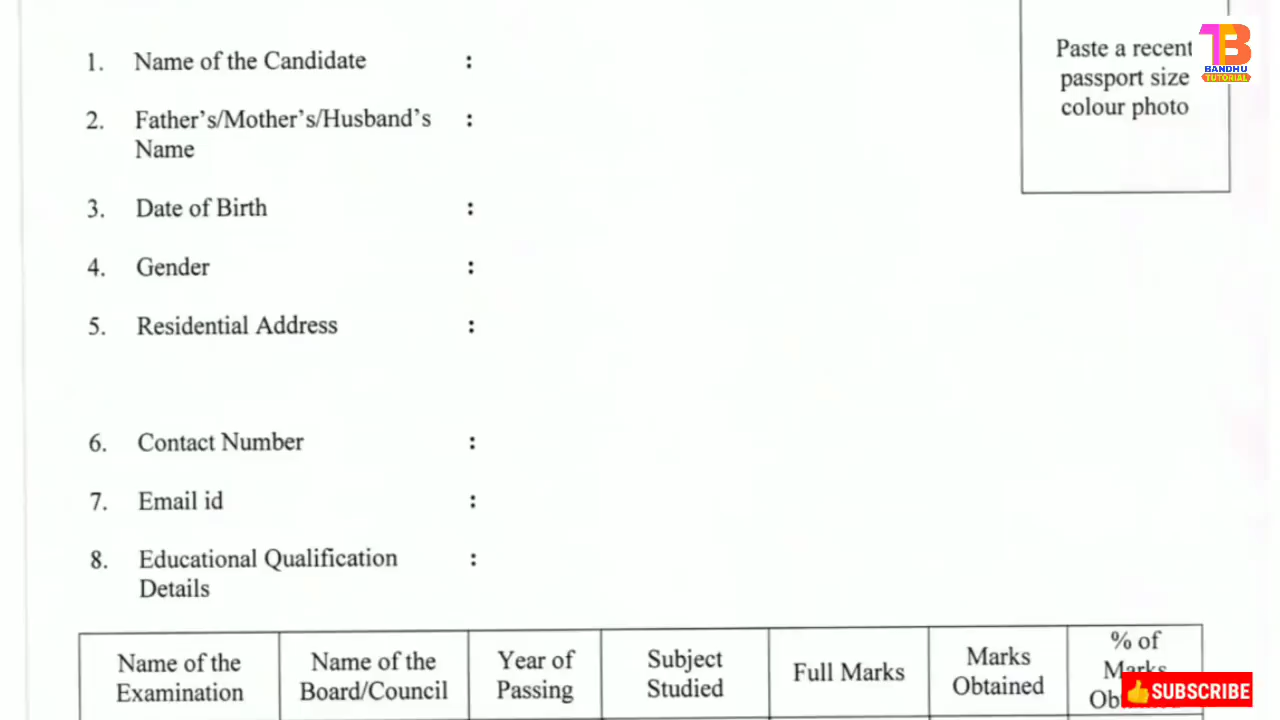 1. Name of the Candidate :
Paste a recent
passport size
colour photo
BANDHU
TUTORIAL
2. Father's/Mother's/Husband's :
Name
3. Date of Birth :
4. Gender :
5. Residential Address :
6. Contact Number :
7. Email id :
8. Educational Qualification :
Details
Name of the
Examination
Name of the
Board/Council
Year of
Passing
Subject
Studied
Full Marks
Marks
Obtained
% of
Marks
SUBSCRIBE